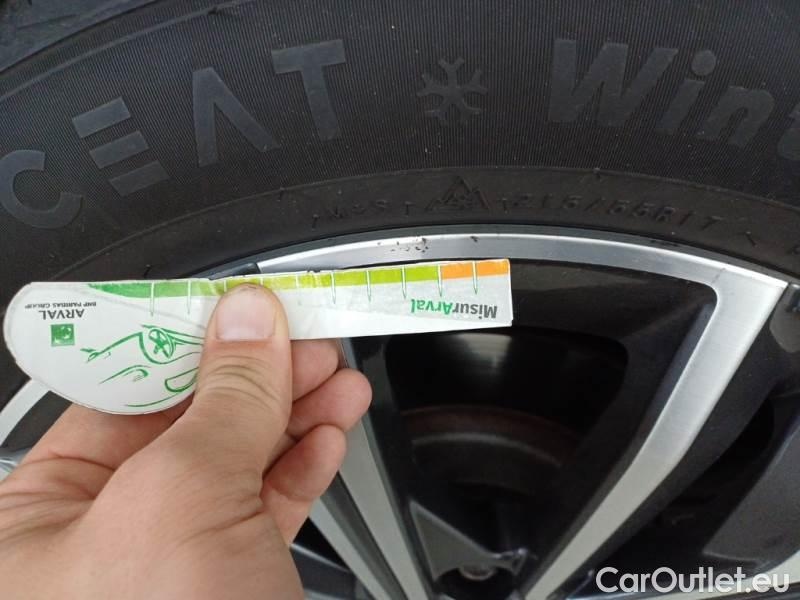 CEAT Wint
M+S 215/55R17
MisurArval
ARVAL
BNP PARIBAS GROUP
CarOutlet.eu